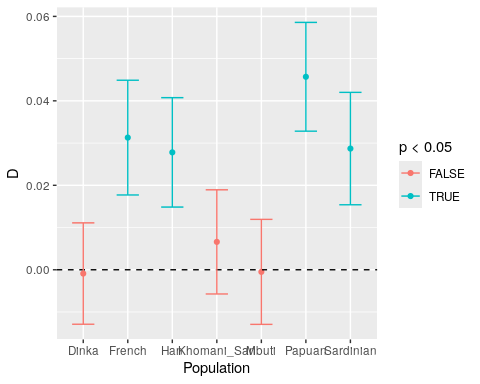 0.06
0.04
0.02
0.00
D
Dinka French Han Khomani_San Mbuti Papuan Sardinian
Population
p < 0.05
FALSE
TRUE